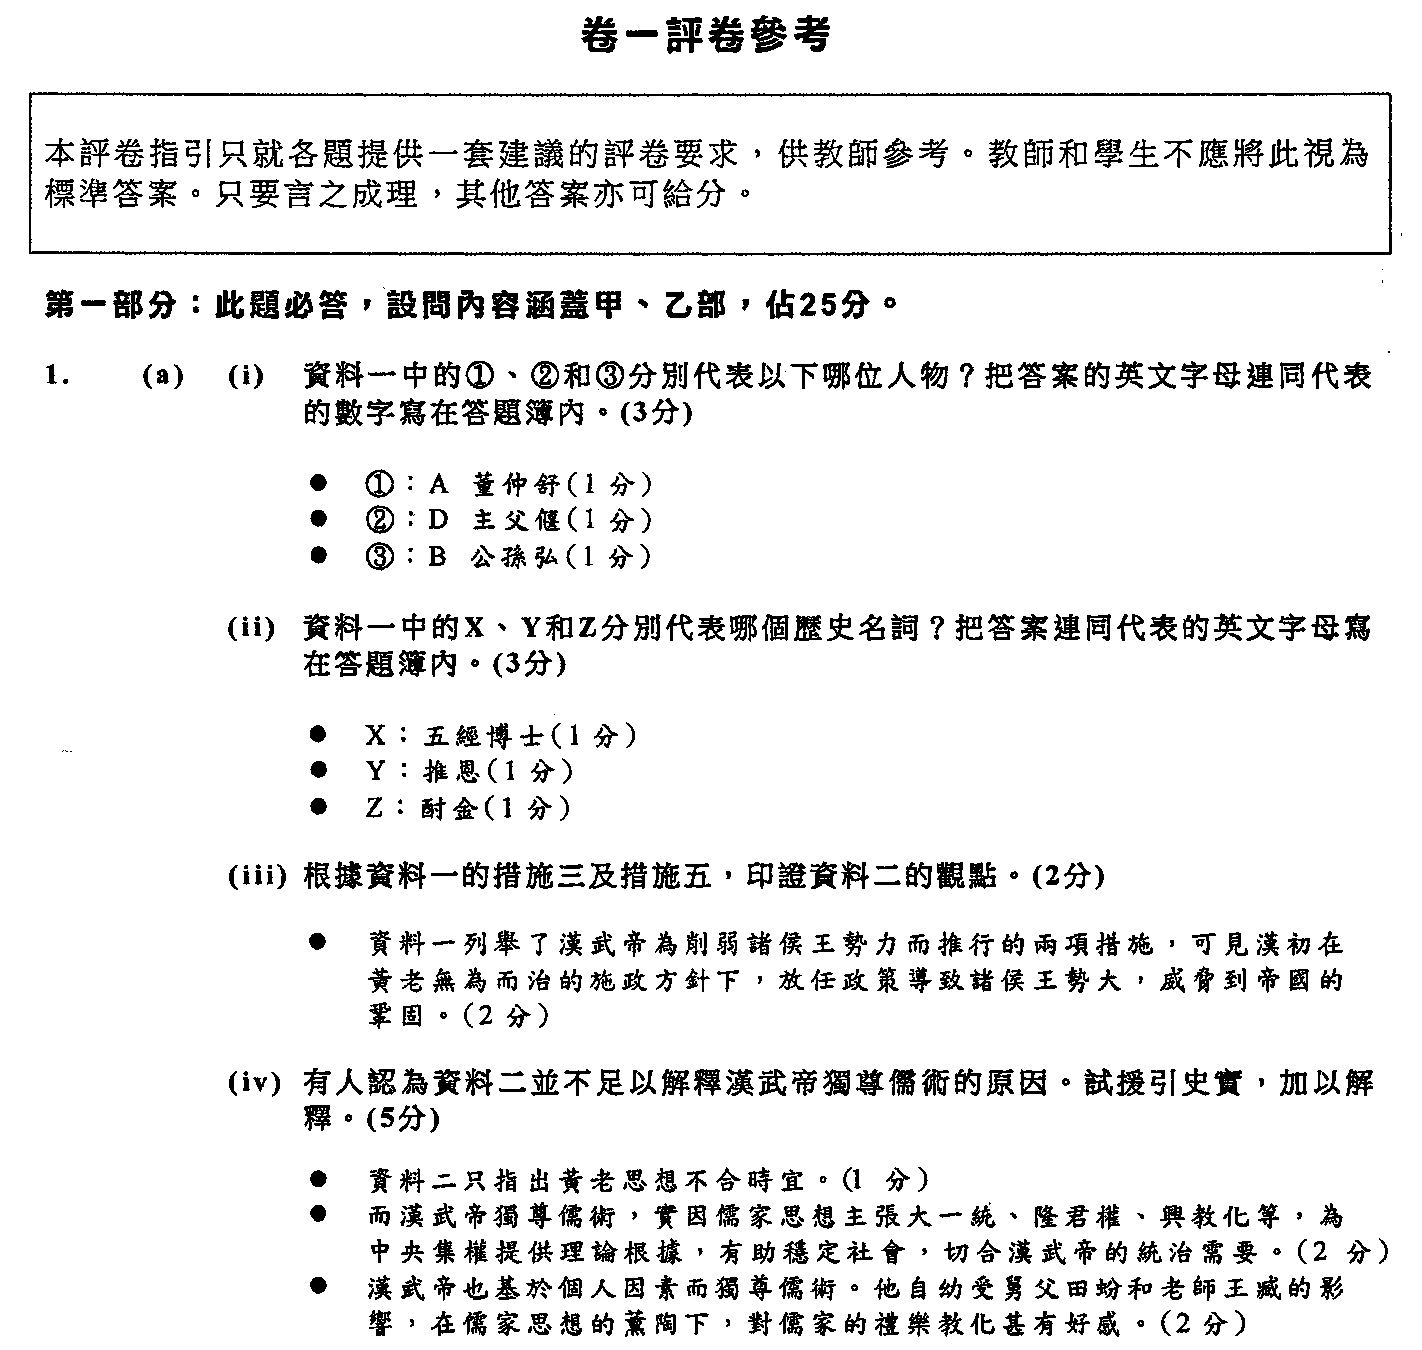 卷一評卷參考
本評卷指引只就各題提供一套建議的評卷要求，供教師參考。教師和學生不應將此視為
標準答案。只要言之成理，其他答案亦可給分。
第一部分：此題必答，設問內容涵蓋甲、乙部，佔25分。
1. (a) (i) 資料一中的①、②和③分別代表以下哪位人物？把答案的英文字母連同代表
的數字寫在答題簿內。(3分)
● ①：A 董仲舒(1 分)
● ②：D 主父偃(1 分)
● ③：B 公孫弘(1 分)
(ii) 資料一中的X、Y和Z分別代表哪個歷史名詞？把答案連同代表的英文字母寫
在答題簿內。(3分)
● X：五經博士(1 分)
● Y：推恩(1 分)
● Z：酎金(1 分)
(iii) 根據資料一的措施三及措施五，印證資料二的觀點。(2分)
● 資料一列舉了漢武帝為削弱諸侯王勢力而推行的兩項措施，可見漢初在
黃老無為而治的施政方針下，放任政策導致諸侯王勢大，威脅到帝國的
鞏固。(2 分)
(iv) 有人認為資料二並不足以解釋漢武帝獨尊儒術的原因。試援引史實，加以解
釋。(5分)
● 資料二只指出黃老思想不合時宜。(1 分)
● 而漢武帝獨尊儒術，實因儒家思想主張大一統、隆君權、興教化等，為
中央集權提供理論根據，有助穩定社會，切合漢武帝的統治需要。(2 分)
● 漢武帝也基於個人因素而獨尊儒術。他自幼受舅父田蚡和老師王臧的影
響，在儒家思想的薰陶下，對儒家的禮樂教化甚有好感。(2 分)